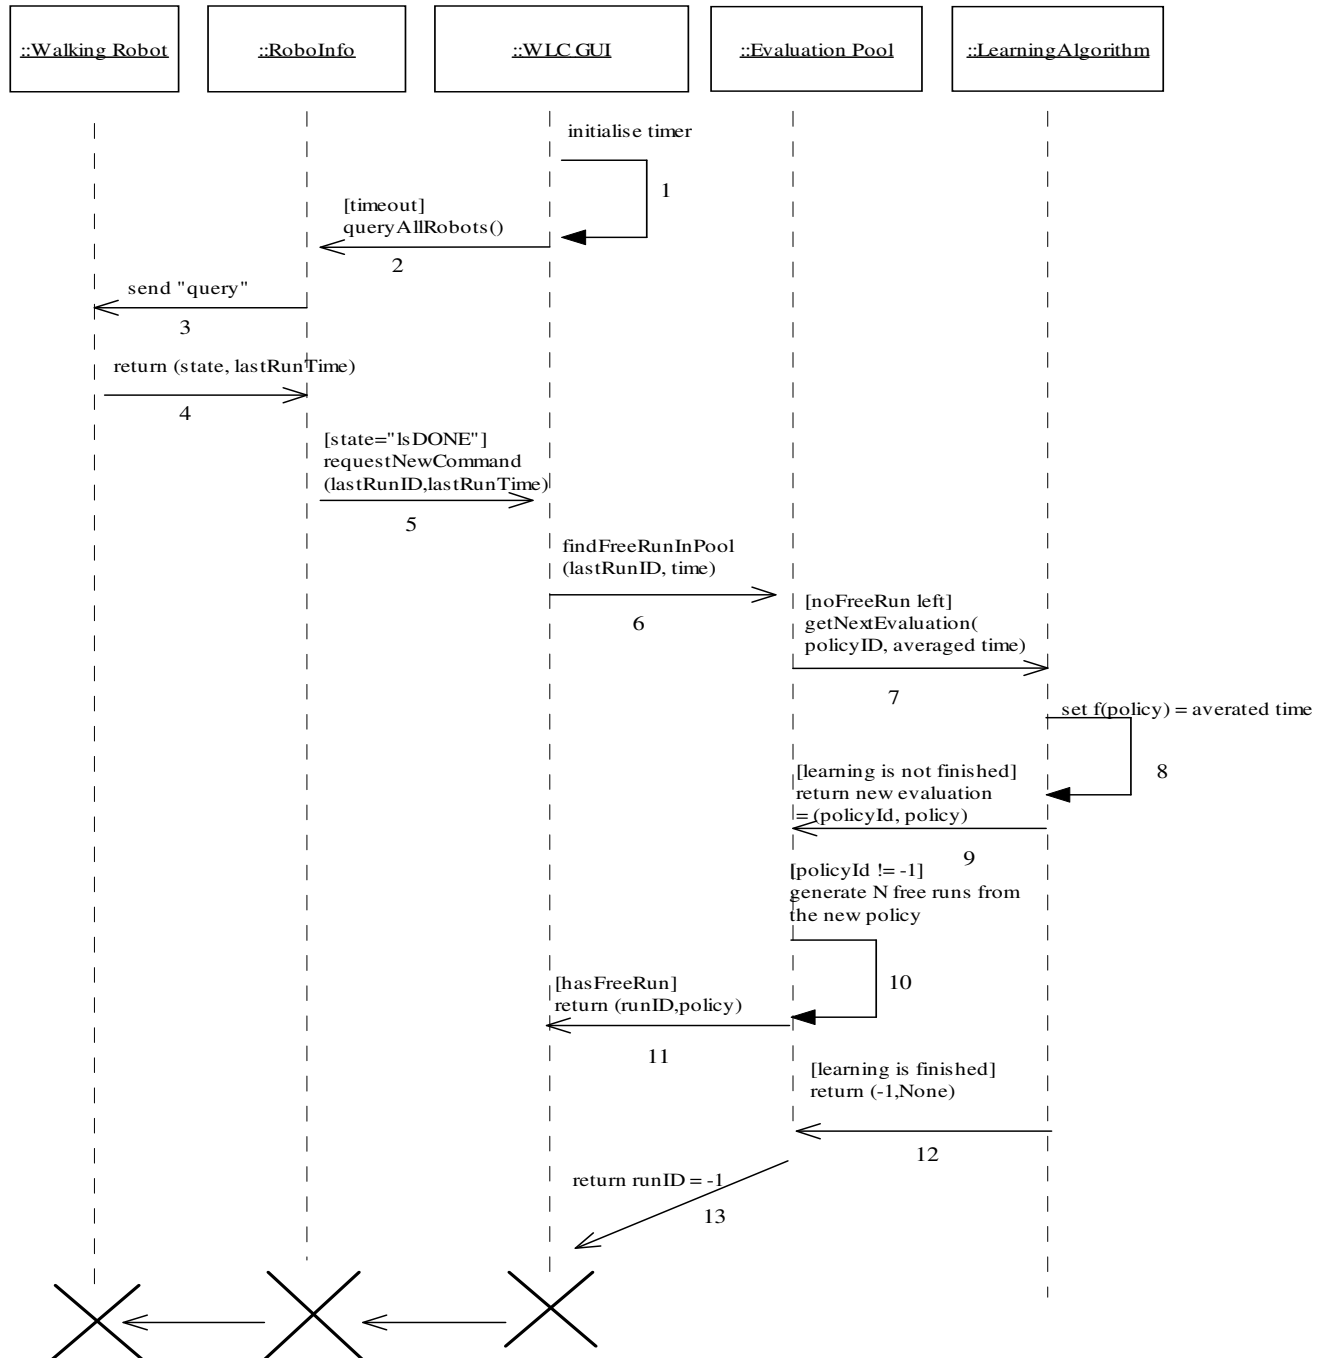 ::Walking Robot
::RoboInfo
::WLC GUI
::Evaluation Pool
::LearningAlgorithm
initialise timer
1
[timeout]
queryAllRobots()
2
send "query"
3
return (state, lastRunTime)
4
[state="lsDONE"]
requestNewCommand
(lastRunID,lastRunTime)
5
findFreeRunInPool
(lastRunID, time)
6
[noFreeRun left]
getNextEvaluation(
policyID, averaged time)
7
set f(policy) = averated time
8
[learning is not finished]
return new evaluation
= (policyId, policy)
9
[policyId != -1]
generate N free runs from
the new policy
10
[hasFreeRun]
return (runID,policy)
11
[learning is finished]
return (-1,None)
12
return runID = -1
13